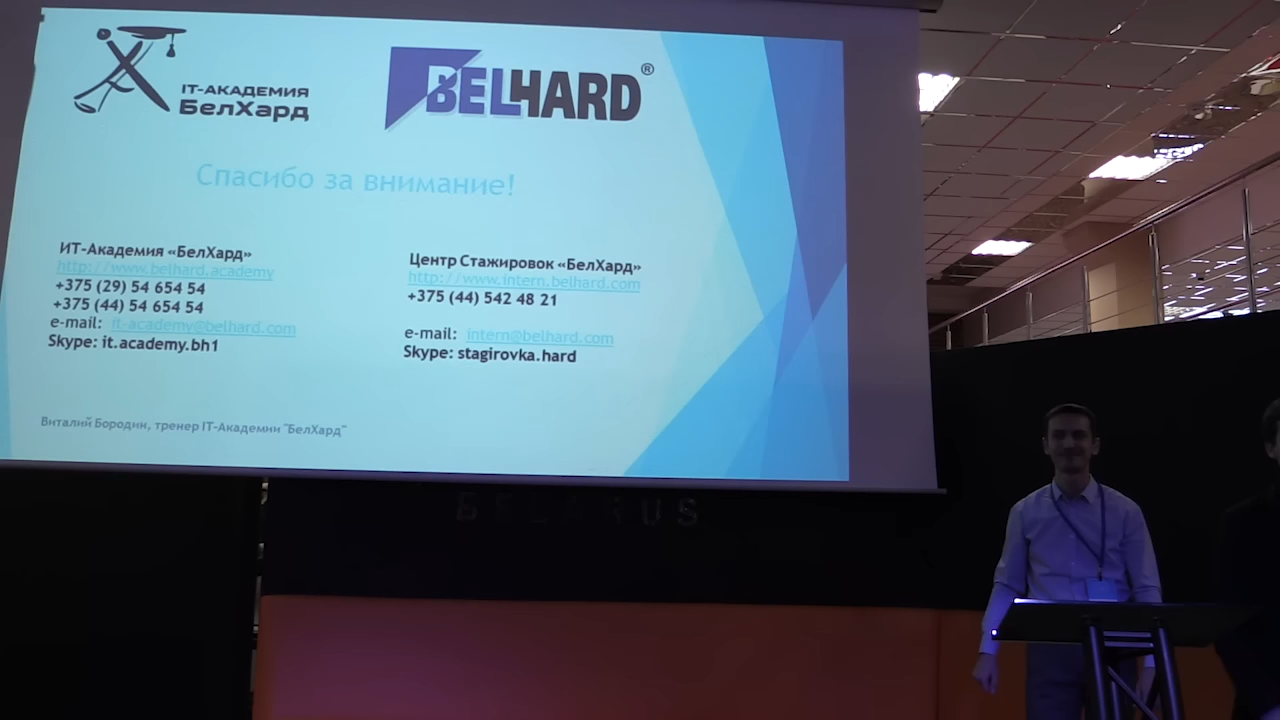 IT-АКАДЕМИЯ
БелХард
BELHARD®
Спасибо за внимание!
ИТ-Академия «БелХард»
http://www.belhard.academy
+375 (29) 54 654 54
+375 (44) 54 654 54
e-mail: it-academy@belhard.com
Skype: it.academy.bh1
Центр Стажировок «БелХард»
http://www.intern.belhard.com
+375 (44) 542 48 21
e-mail: intern@belhard.com
Skype: stagirovka.hard
Виталий Бородин, тренер IT-Академии "БелХард"
BELARUS